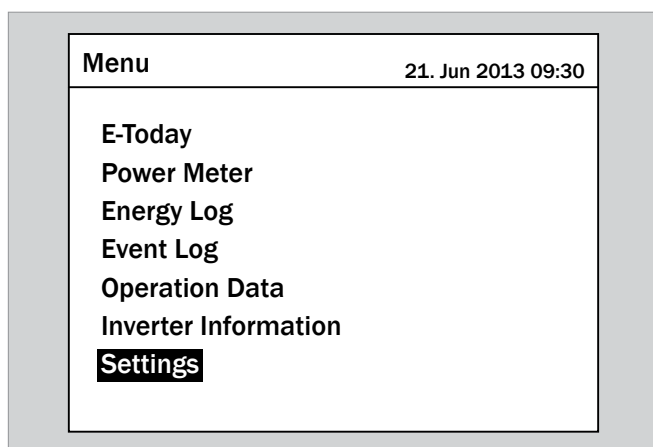 Menu
21. Jun 2013 09:30
E-Today
Power Meter
Energy Log
Event Log
Operation Data
Inverter Information
Settings